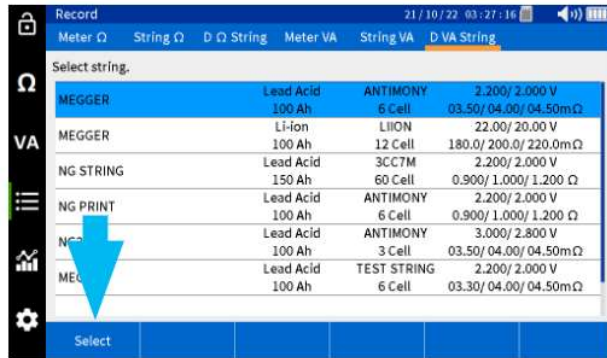 Record 21/10/22 03:27:16
Meter Ω String Ω D Ω String Meter VA String VA D VA String
Select string.
Ω
VA
MEGGER Lead Acid ANTIMONY 2.200/ 2.000 V
100 Ah 6 Cell 03.50/ 04.00/ 04.50mΩ
MEGGER Li-ion LIION 22.00/ 20.00 V
100 Ah 12 Cell 180.0/ 200.0/ 220.0mΩ
NG STRING Lead Acid 3CC7M 2.200/ 2.000 V
150 Ah 60 Cell 0.900/ 1.000/ 1.200 Ω
NG PRINT Lead Acid ANTIMONY 2.200/ 2.000 V
100 Ah 6 Cell 0.900/ 1.000/ 1.200 Ω
Lead Acid ANTIMONY 3.000/ 2.800 V
100 Ah 3 Cell 03.50/ 04.00/ 04.50mΩ
Lead Acid TEST STRING 2.200/ 2.000 V
100 Ah 6 Cell 03.30/ 04.00/ 04.50mΩ
Select